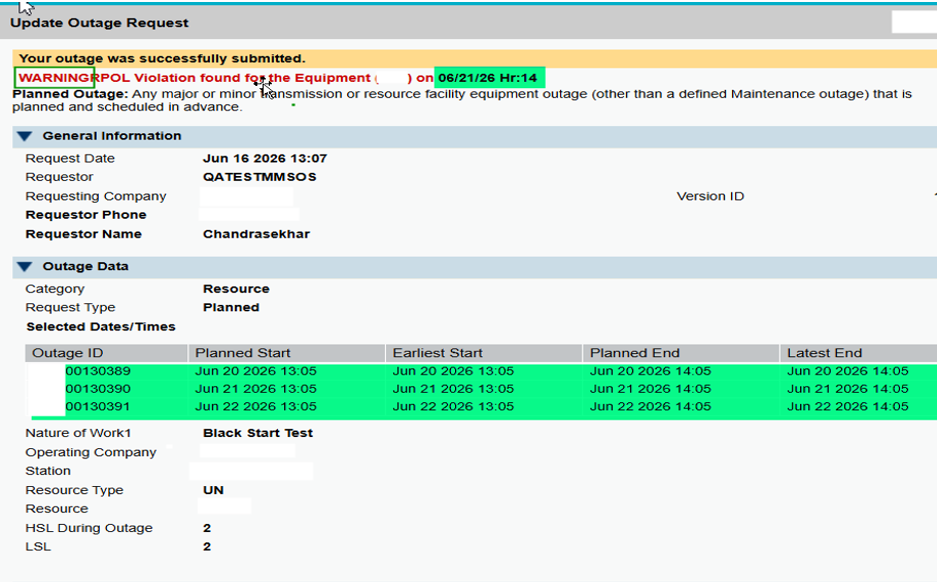 Update Outage Request
Your outage was successfully submitted.
WARNINGRPOL Violation found for the Equipment ( ) on 06/21/26 Hr:14
Planned Outage: Any major or minor transmission or resource facility equipment outage (other than a defined Maintenance outage) that is
planned and scheduled in advance.
General Information
Request Date Jun 16 2026 13:07
Requestor QATESTMMSOS
Requesting Company Version ID
Requestor Phone
Requestor Name Chandrasekhar
Outage Data
Category Resource
Request Type Planned
Selected Dates/Times
Outage ID Planned Start Earliest Start Planned End Latest End
00130389 Jun 20 2026 13:05 Jun 20 2026 13:05 Jun 20 2026 14:05 Jun 20 2026 14:05
00130390 Jun 21 2026 13:05 Jun 21 2026 13:05 Jun 21 2026 14:05 Jun 21 2026 14:05
00130391 Jun 22 2026 13:05 Jun 22 2026 13:05 Jun 22 2026 14:05 Jun 22 2026 14:05
Nature of Work1 Black Start Test
Operating Company
Station
Resource Type UN
Resource
HSL During Outage 2
LSL 2